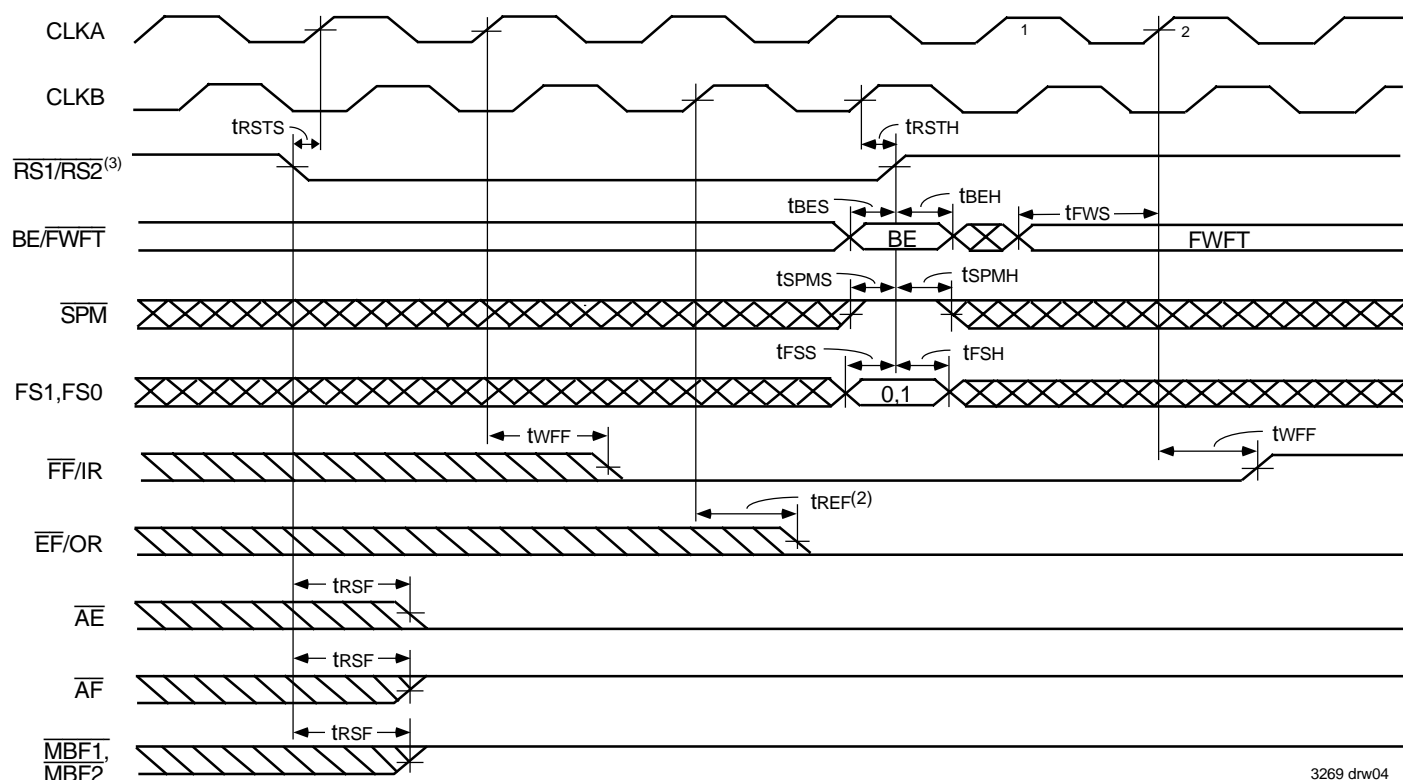 CLKA
1
2
CLKB
tRSTS
tRSTH
RS1/RS2(3)
tBES
tBEH
tFWS
BE/FWFT
BE
FWFT
tSPMS
tSPMH
SPM
tFSS
tFSH
FS1,FS0
0,1
tWFF
tWFF
FF/IR
tREF(2)
EF/OR
tRSF
AE
tRSF
AF
tRSF
MBF1,
MBF2
3269 drw04